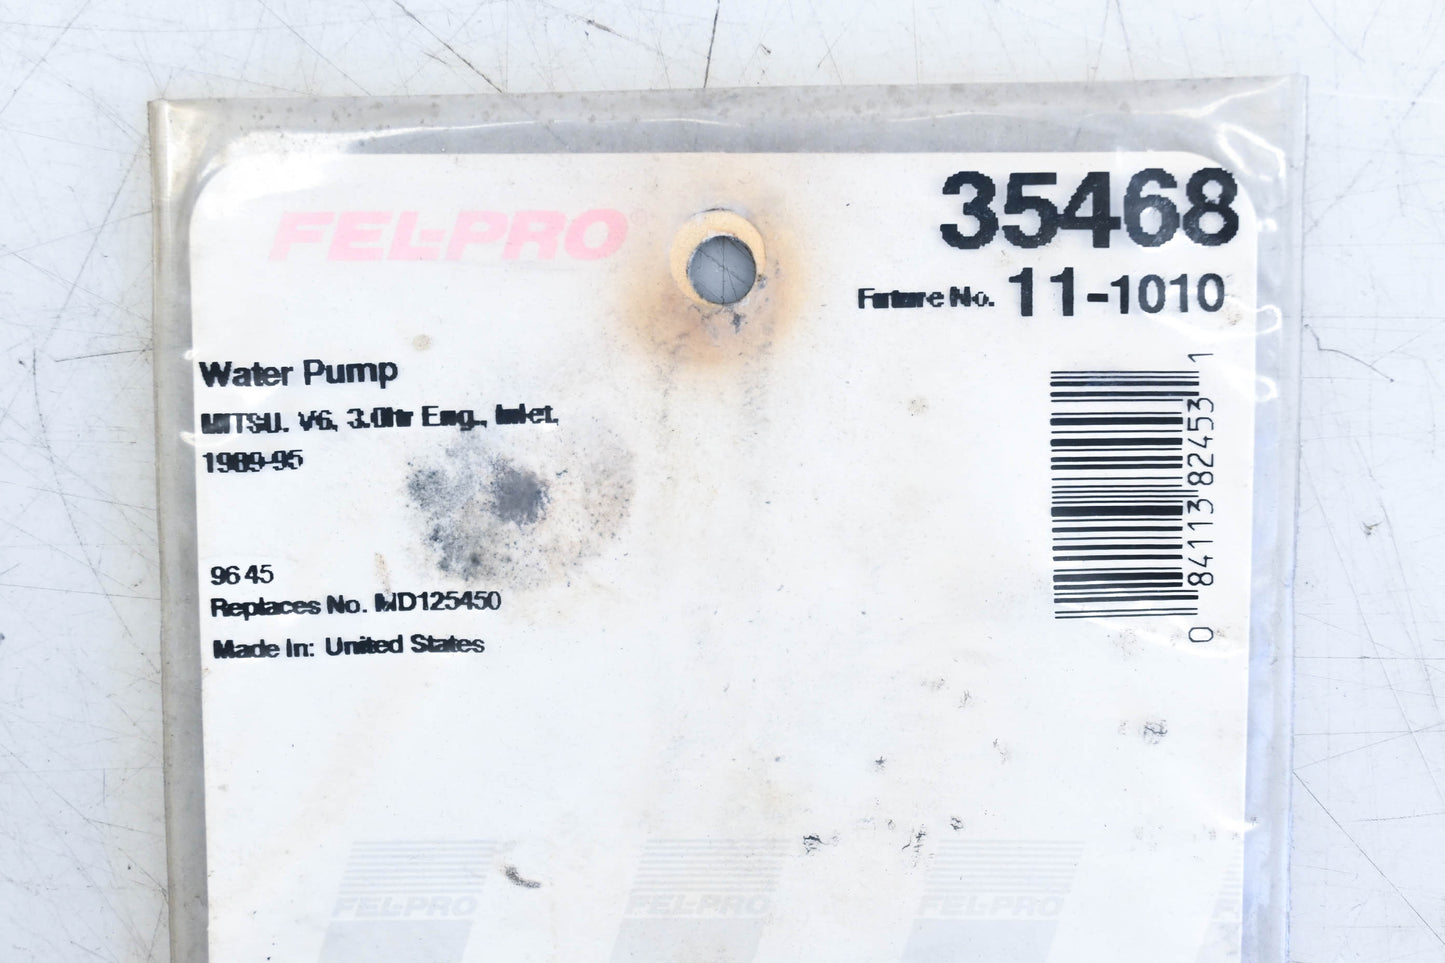 FEL-PRO®
35468
Future No. 11-1010
Water Pump
MITSU. V6, 3.0ltr Eng., Inlet,
1989-95
96 45
Replaces No. MD125450
Made In: United States
0 84113 82453 1
FEL-PRO FEL-PRO FEL-PRO